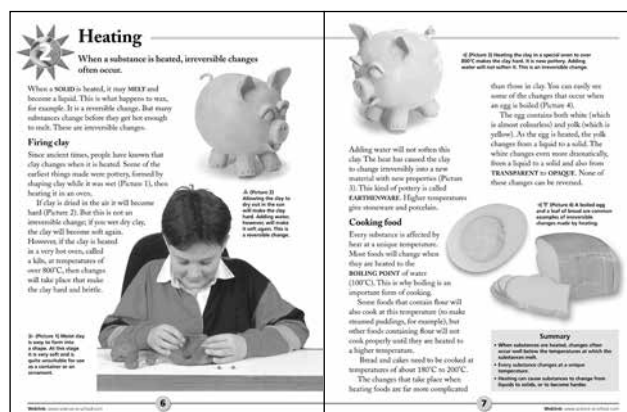 2
Heating
When a substance is heated, irreversible changes
often occur.
When a SOLID is heated, it may MELT and
become a liquid. This is what happens to wax,
for example. It is a reversible change. But many
substances change before they get hot enough
to melt. These are irreversible changes.
Firing clay
Since ancient times, people have known that
clay changes when it is heated. Some of the
earliest things made were pottery, formed by
shaping clay while it was wet (Picture 1), then
heating it in an oven.
If clay is dried in the air it will become
hard (Picture 2). But this is not an
irreversible change; if you wet dry clay,
the clay will become soft again.
However, if the clay is heated
in a very hot oven, called
a kiln, at temperatures of
over 800°C, then changes
will take place that make
the clay hard and brittle.
(Picture 2)
Allowing the clay to
dry out in the sun
will make the clay
hard. Adding water,
however, will make
it soft again. This is
a reversible change.
(Picture 1) Moist clay
is easy to form into
a shape. At this stage
it is very soft and is
quite unsuitable for use
as a container or an
ornament.
6
(Picture 3) Heating the clay in a special oven to over
800°C makes the clay hard. It is now pottery. Adding
water will not soften it. This is an irreversible change.
Adding water will not soften this
clay. The heat has caused the clay
to change irreversibly into a new
material with new properties (Picture
3). This kind of pottery is called
EARTHENWARE. Higher temperatures
give stoneware and porcelain.
Cooking food
Every substance is affected by
heat at a unique temperature.
Most foods will change when
they are heated to the
BOILING POINT of water
(100°C). This is why boiling is an
important form of cooking.
Some foods that contain flour will
also cook at this temperature (to make
steamed puddings, for example), but
other foods containing flour will not
cook properly until they are heated to
a higher temperature.
Bread and cakes need to be cooked at
temperatures of about 180°C to 200°C.
The changes that take place when
heating foods are far more complicated
than those in clay. You can easily see
some of the changes that occur when
an egg is boiled (Picture 4).
The egg contains both white (which
is almost colourless) and yolk (which is
yellow). As the egg is heated, the yolk
changes from a liquid to a solid. The
white changes even more dramatically,
from a liquid to a solid and also from
TRANSPARENT to OPAQUE. None of
these changes can be reversed.
(Picture 4) A boiled egg
and a loaf of bread are common
examples of irreversible
changes made by heating.
Summary
• When substances are heated, changes often
occur well below the temperatures at which the
substances melt.
• Every substance changes at a unique
temperature.
• Heating can cause substances to change from
liquids to solids, or to become harder.
7